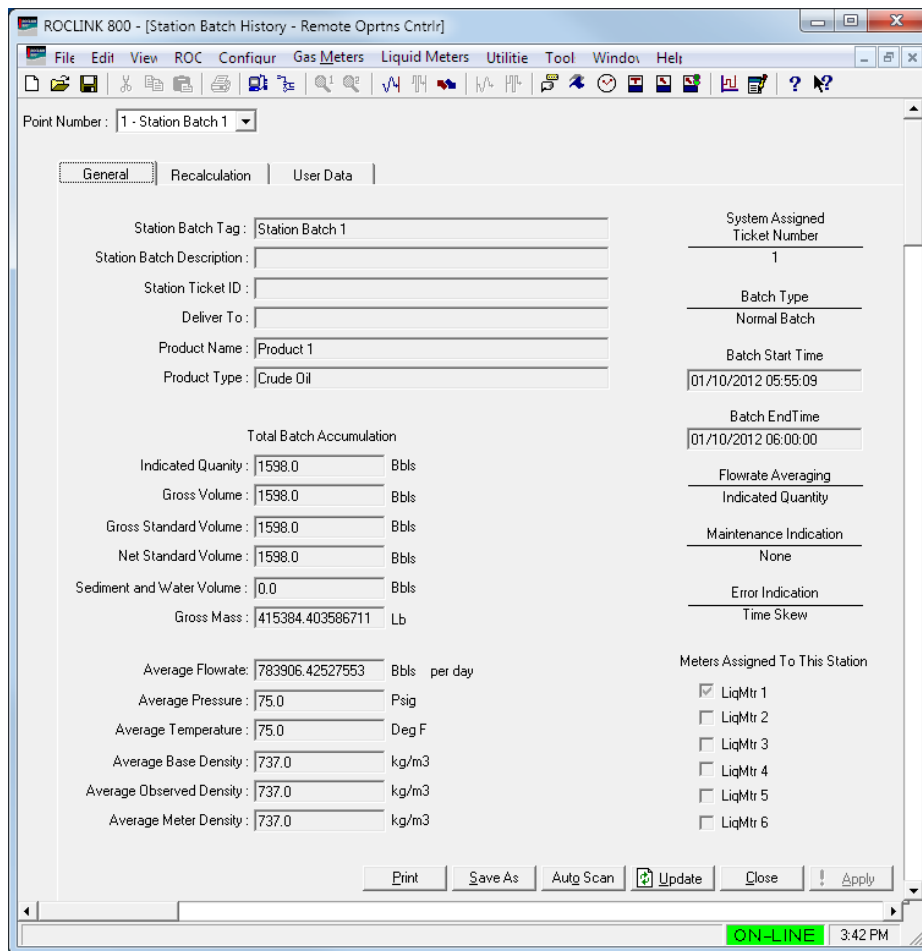 ROCLINK 800 - [Station Batch History - Remote Oprtns Cntrlr]
File Edit View ROC Configur Gas Meters Liquid Meters Utilitie Tool Window Help
Point Number : 1 - Station Batch 1
General Recalculation User Data
Station Batch Tag : Station Batch 1
Station Batch Description :
Station Ticket ID :
Deliver To :
Product Name : Product 1
Product Type : Crude Oil
System Assigned
Ticket Number
1
Batch Type
Normal Batch
Batch Start Time
01/10/2012 05:55:09
Batch EndTime
01/10/2012 06:00:00
Flowrate Averaging
Indicated Quantity
Maintenance Indication
None
Error Indication
Time Skew
Total Batch Accumulation
Indicated Quanity : 1598.0 Bbls
Gross Volume : 1598.0 Bbls
Gross Standard Volume : 1598.0 Bbls
Net Standard Volume : 1598.0 Bbls
Sediment and Water Volume : 0.0 Bbls
Gross Mass : 415384.403586711 Lb
Average Flowrate: 783906.42527553 Bbls per day
Average Pressure : 75.0 Psig
Average Temperature : 75.0 Deg F
Average Base Density : 737.0 kg/m3
Average Observed Density : 737.0 kg/m3
Average Meter Density : 737.0 kg/m3
Meters Assigned To This Station
LiqMtr 1
LiqMtr 2
LiqMtr 3
LiqMtr 4
LiqMtr 5
LiqMtr 6
Print Save As Auto Scan Update Close ! Apply
ON-LINE 3:42 PM